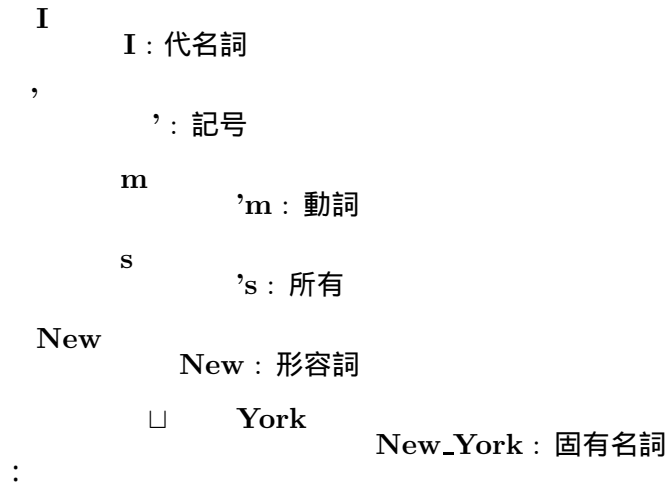 I
I : 代名詞
’
’ : 記号
m
’m : 動詞
s
’s : 所有
New
New : 形容詞
⊔ York
New_York : 固有名詞
: